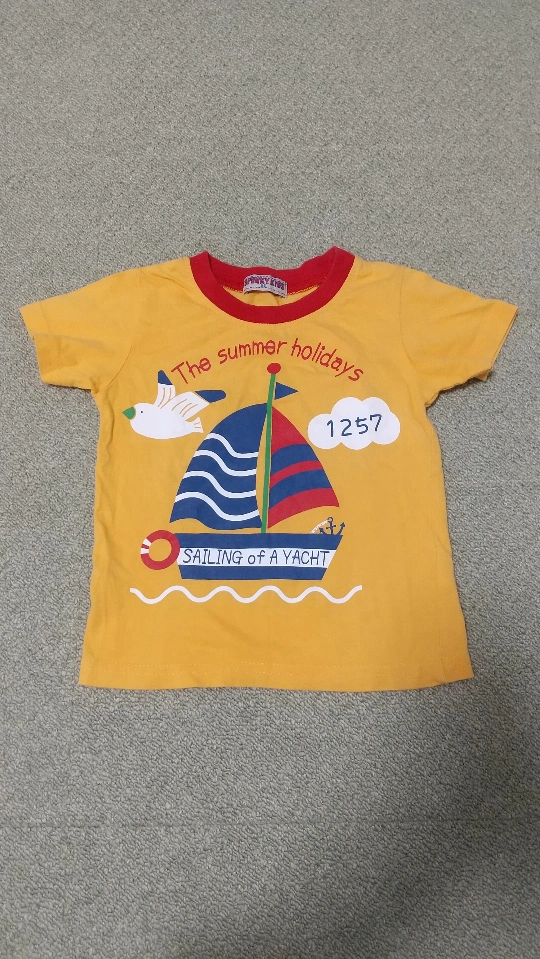 The summer holidays
1257
SAILING of A YACHT